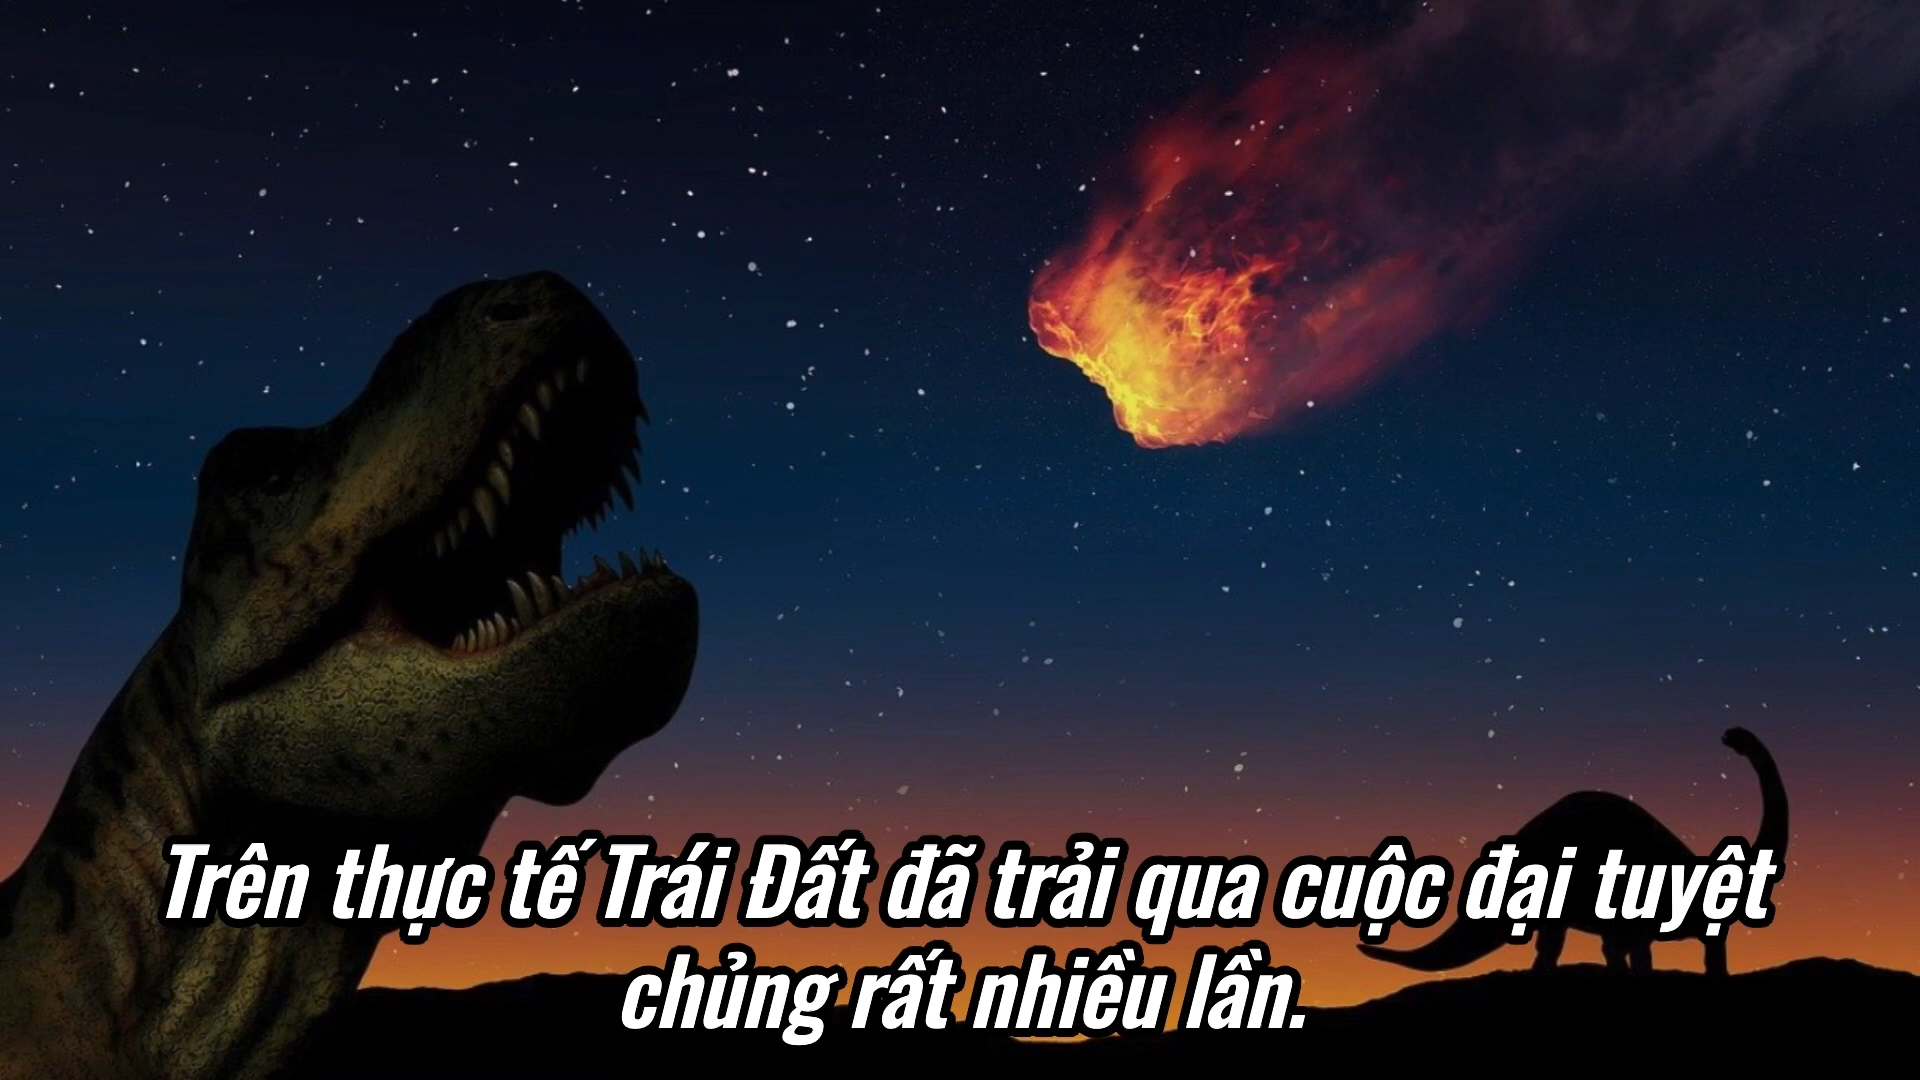 Trên thực tế Trái Đất đã trải qua cuộc đại tuyệt
chủng rất nhiều lần.